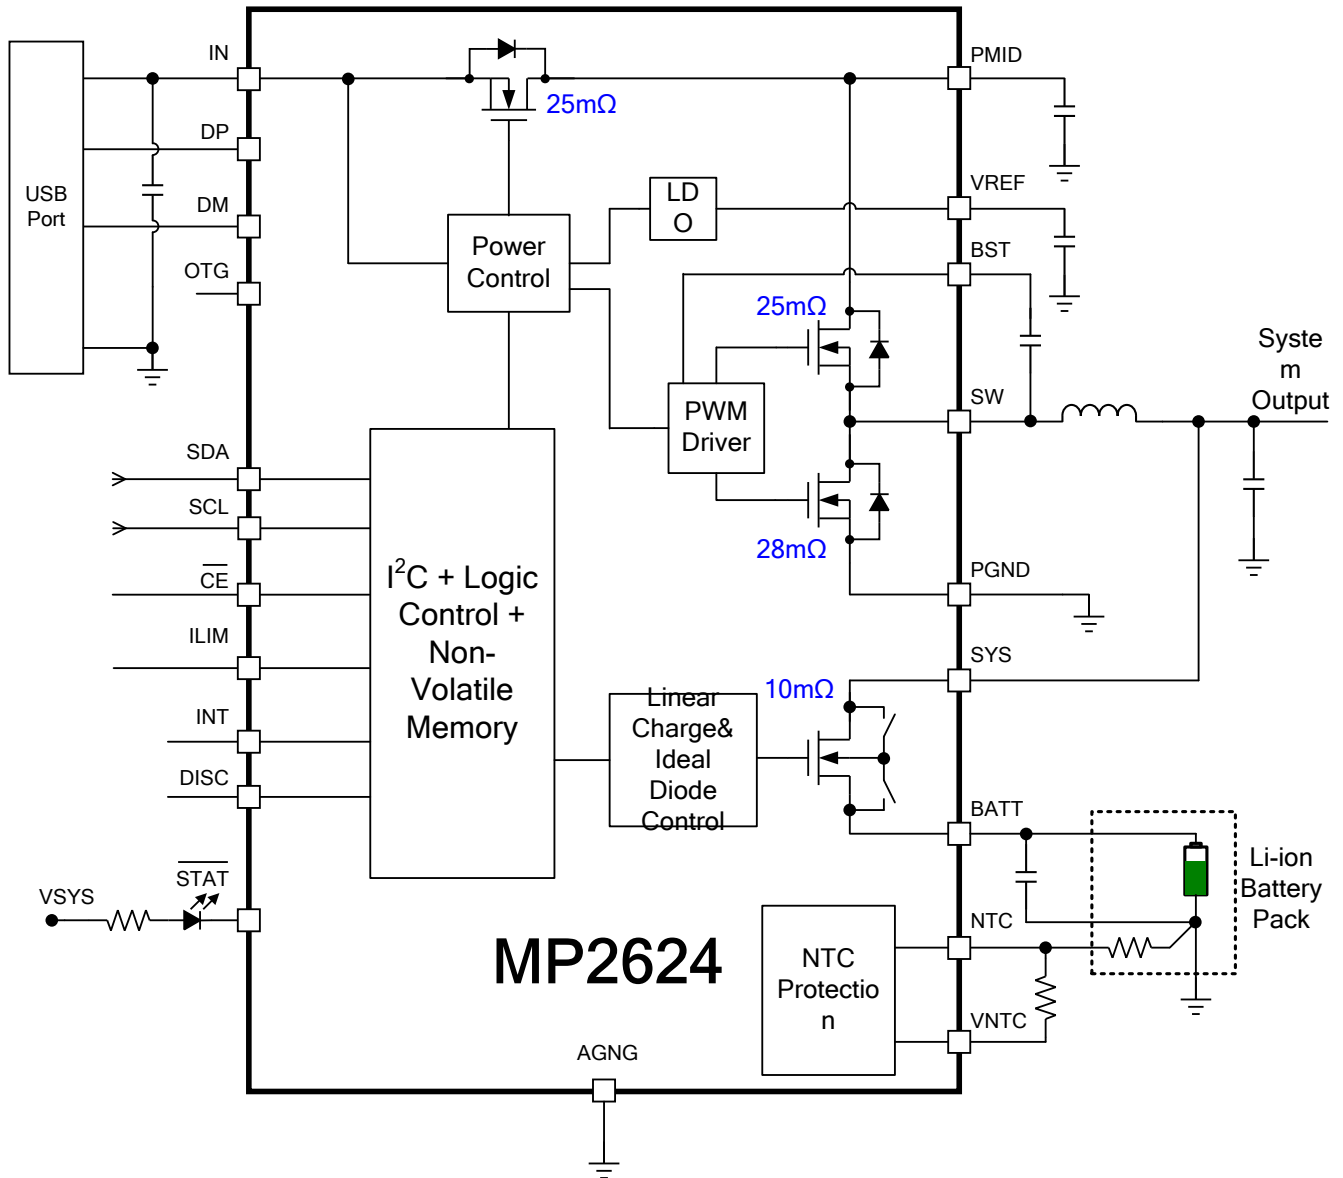 IN
DP
USB
Port
DM
OTG
25mΩ
PMID
LD
O
VREF
Power
Control
BST
25mΩ
Syste
m
Output
PWM
Driver
SW
28mΩ
PGND
SDA
SCL
CE
ILIM
INT
DISC
I²C + Logic
Control +
Non-
Volatile
Memory
SYS
10mΩ
Linear
Charge&
Ideal
Diode
Control
BATT
Li-ion
Battery
Pack
VSYS
STAT
MP2624
NTC
Protectio
n
NTC
VNTC
AGNG